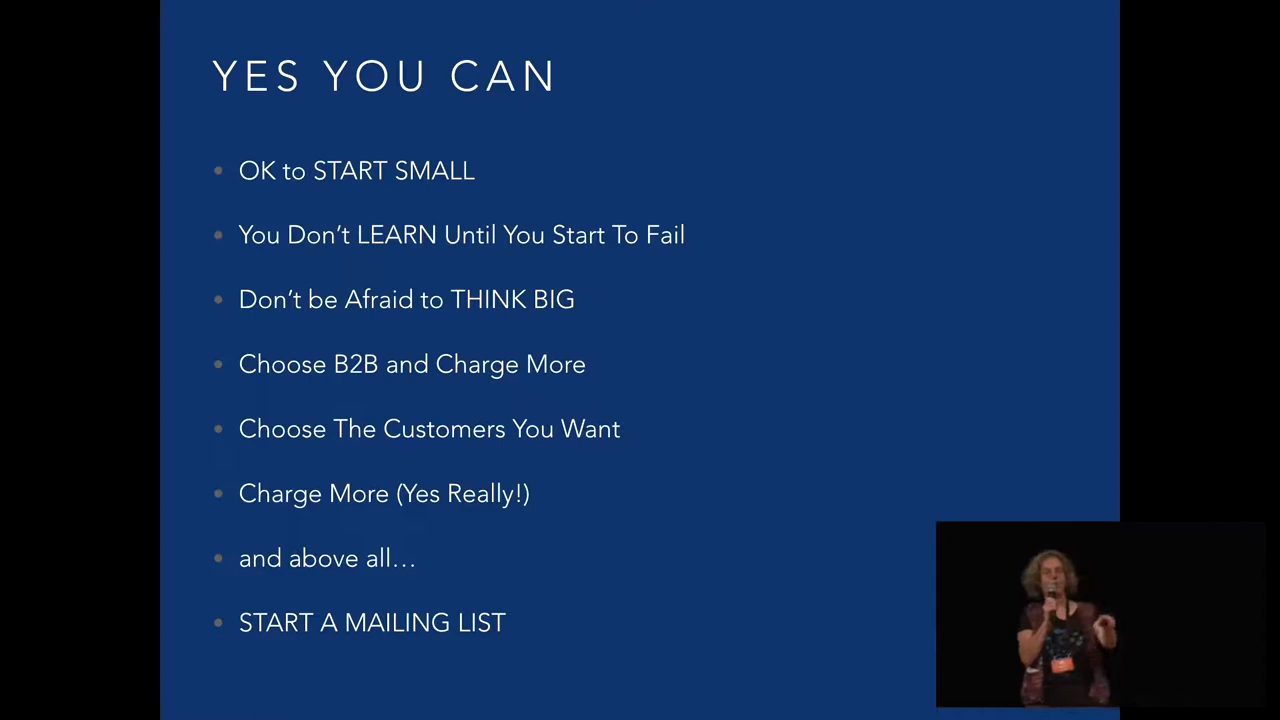 YES YOU CAN
• OK to START SMALL
• You Don’t LEARN Until You Start To Fail
• Don’t be Afraid to THINK BIG
• Choose B2B and Charge More
• Choose The Customers You Want
• Charge More (Yes Really!)
• and above all…
• START A MAILING LIST